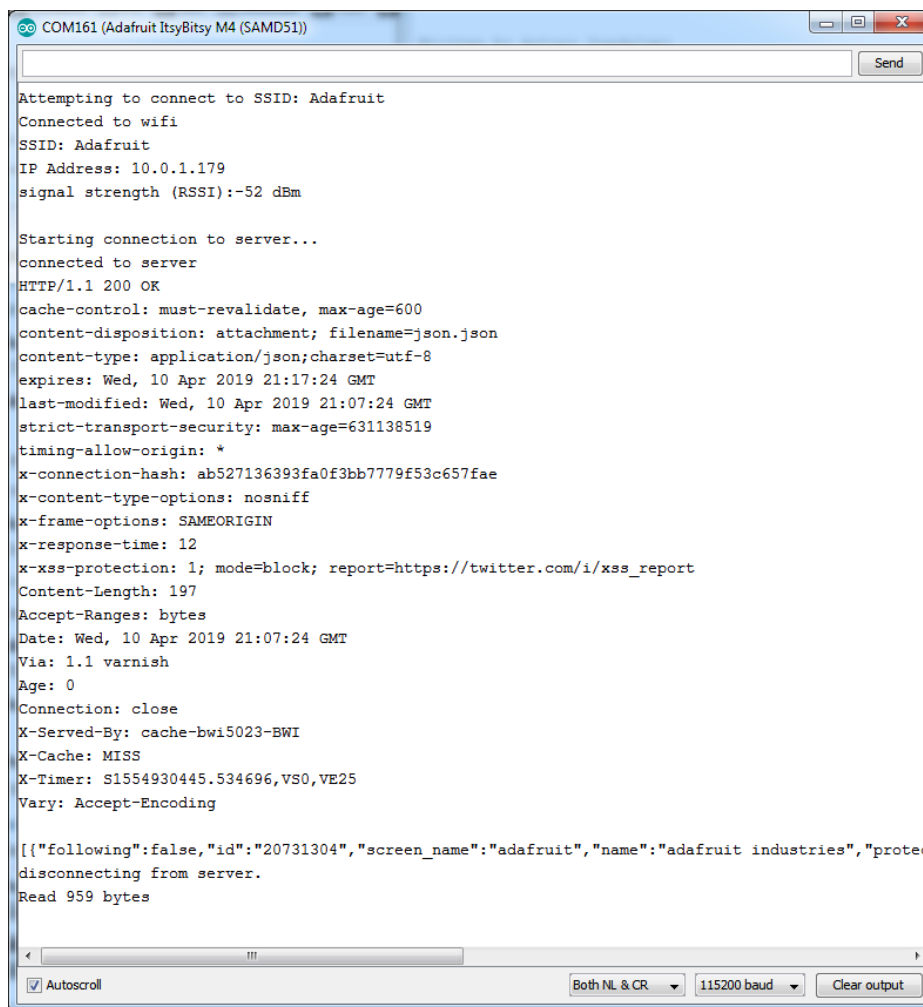 COM161 (Adafruit ItsyBitsy M4 (SAMD51))
Send
Attempting to connect to SSID: Adafruit
Connected to wifi
SSID: Adafruit
IP Address: 10.0.1.179
signal strength (RSSI):-52 dBm
Starting connection to server...
connected to server
HTTP/1.1 200 OK
cache-control: must-revalidate, max-age=600
content-disposition: attachment; filename=json.json
content-type: application/json;charset=utf-8
expires: Wed, 10 Apr 2019 21:17:24 GMT
last-modified: Wed, 10 Apr 2019 21:07:24 GMT
strict-transport-security: max-age=631138519
timing-allow-origin: *
x-connection-hash: ab527136393fa0f3bb7779f53c657fae
x-content-type-options: nosniff
x-frame-options: SAMEORIGIN
x-response-time: 12
x-xss-protection: 1; mode=block; report=https://twitter.com/i/xss_report
Content-Length: 197
Accept-Ranges: bytes
Date: Wed, 10 Apr 2019 21:07:24 GMT
Via: 1.1 varnish
Age: 0
Connection: close
X-Served-By: cache-bwi5023-BWI
X-Cache: MISS
X-Timer: S1554930445.534696,VS0,VE25
Vary: Accept-Encoding
[{"following":false,"id":"20731304","screen_name":"adafruit","name":"adafruit industries","prote
disconnecting from server.
Read 959 bytes
Autoscroll Both NL & CR 115200 baud Clear output